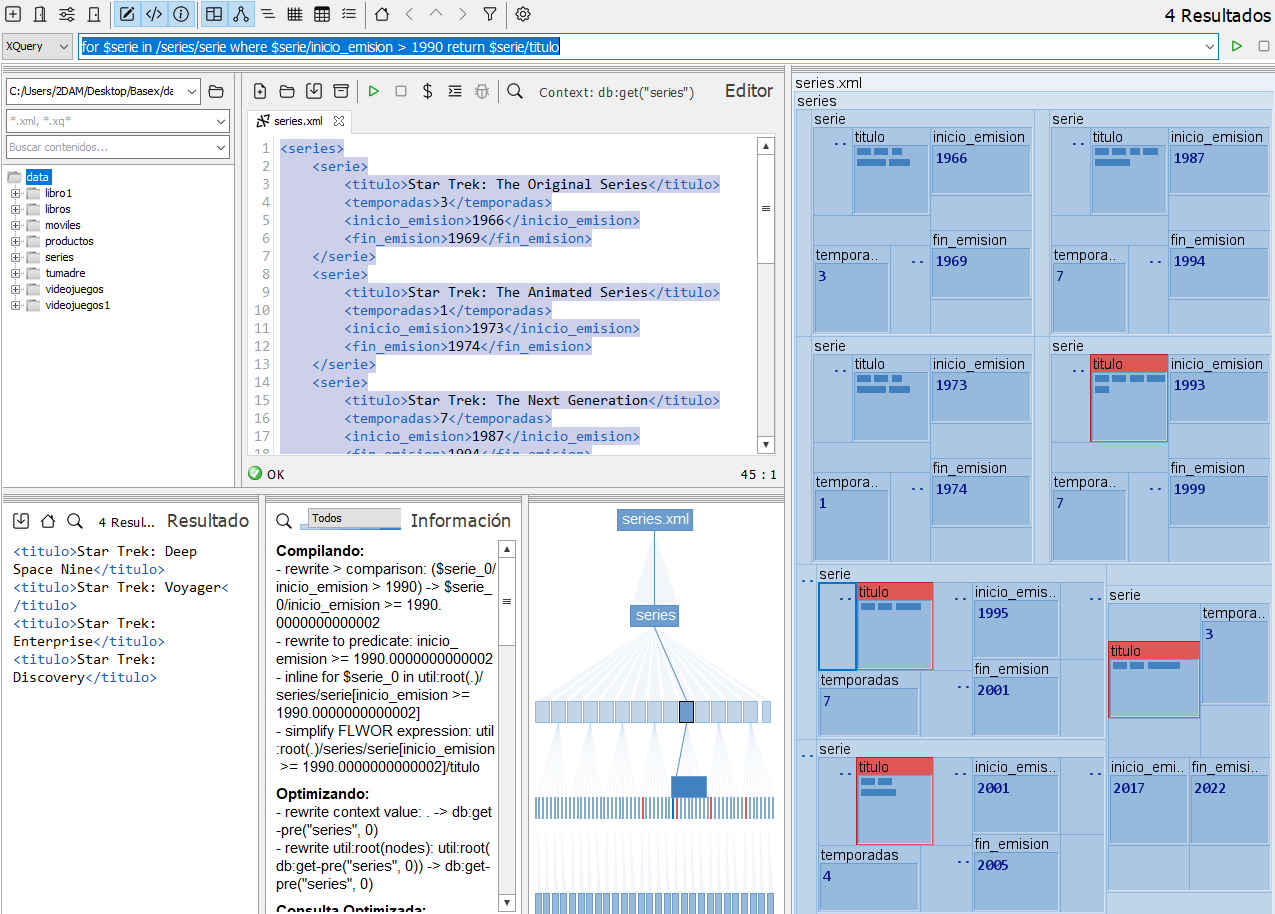 4 Resultados
XQuery
for $serie in /series/serie where $serie/inicio_emision > 1990 return $serie/titulo
C:/Users/2DAM/Desktop/Basex/da
*.xml, *.xq*
Buscar contenidos...
data
libro1
libros
moviles
productos
series
tumadre
videojuegos
videojuegos1
Context: db:get("series")
Editor
series.xml
1 <series>
2 <serie>
3 <titulo>Star Trek: The Original Series</titulo>
4 <temporadas>3</temporadas>
5 <inicio_emision>1966</inicio_emision>
6 <fin_emision>1969</fin_emision>
7 </serie>
8 <serie>
9 <titulo>Star Trek: The Animated Series</titulo>
10 <temporadas>1</temporadas>
11 <inicio_emision>1973</inicio_emision>
12 <fin_emision>1974</fin_emision>
13 </serie>
14 <serie>
15 <titulo>Star Trek: The Next Generation</titulo>
16 <temporadas>7</temporadas>
17 <inicio_emision>1987</inicio_emision>
18 <fin_emision>1994</fin_emision>
OK
45 : 1
4 Resul...
Resultado
<titulo>Star Trek: Deep
Space Nine</titulo>
<titulo>Star Trek: Voyager<
/titulo>
<titulo>Star Trek:
Enterprise</titulo>
<titulo>Star Trek:
Discovery</titulo>
Todos
Información
Compilando:
- rewrite > comparison: ($serie_0/
inicio_emision > 1990) -> $serie_
0/inicio_emision >= 1990.
0000000000002
- rewrite to predicate: inicio_
emision >= 1990.0000000000002
- inline for $serie_0 in util:root(.)/
series/serie[inicio_emision >=
1990.0000000000002]
- simplify FLWOR expression: util
:root(.)/series/serie[inicio_emision
>= 1990.0000000000002]/titulo
Optimizando:
- rewrite context value: . -> db:get
-pre("series", 0)
- rewrite util:root(nodes): util:root(
db:get-pre("series", 0)) -> db:get-
pre("series", 0)
Consulta Optimizada:
series.xml
series
series.xml
series
serie
titulo
inicio_emision
1966
tempora..
3
fin_emision
1969
serie
titulo
inicio_emision
1987
tempora..
7
fin_emision
1994
serie
titulo
inicio_emision
1973
tempora..
1
fin_emision
1974
serie
titulo
inicio_emision
1993
tempora..
7
fin_emision
1999
serie
titulo
inicio_emis..
1995
temporadas
7
fin_emision
2001
serie
titulo
inicio_emis..
2001
temporadas
4
fin_emision
2005
serie
tempora..
3
titulo
inicio_emi..
2017
fin_emisi..
2022